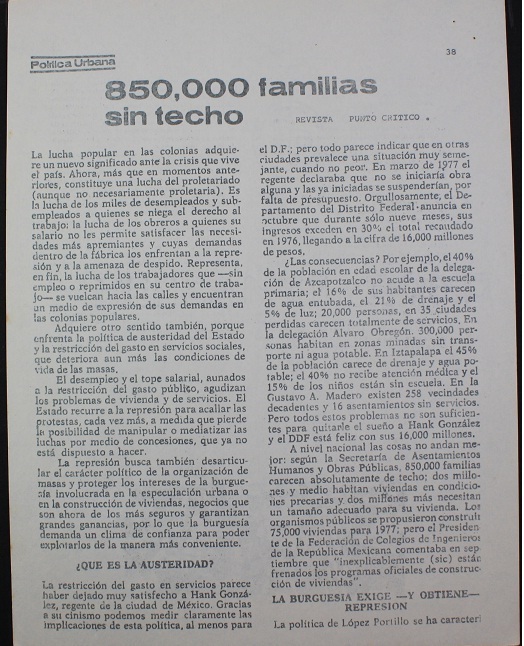 Política Urbana
38
850,000 familias
sin techo
REVISTA PUNTO CRITICO .
La lucha popular en las colonias adquie-
re un nuevo significado ante la crisis que vive
el país. Ahora, más que en momentos ante-
riores, constituye una lucha del proletariado
(aunque no necesariamente proletaria). Es
la lucha de los miles de desempleados y sub-
empleados a quienes se niega el derecho al
trabajo: la lucha de los obreros a quienes su
salario no les permite satisfacer las necesi-
dades más apremiantes y cuyas demandas
dentro de la fábrica los enfrentan a la repre-
sión y a la amenaza de despido. Representa,
en fin, la lucha de los trabajadores que —sin
empleo o reprimidos en su centro de traba-
jo— se vuelcan hacia las calles y encuentran
un medio de expresión de sus demandas en
las colonias populares.
Adquiere otro sentido también, porque
enfrenta la política de austeridad del Estado
y la restricción del gasto en servicios sociales,
que deteriora aun más las condiciones de
vida de las masas.
El desempleo y el tope salarial, aunados
a la restricción del gasto público, agudizan
los problemas de vivienda y de servicios. El
Estado recurre a la represión para acallar las
protestas, cada vez más, a medida que pierde
la posibilidad de manipular o mediatizar las
luchas por medio de concesiones, que ya no
está dispuesto a hacer.
La represión busca también desarticu-
lar el carácter político de la organización de
masas y proteger los intereses de la burgue-
sía involucrada en la especulación urbana o
en la construcción de viviendas, negocios que
son ahora de los más seguros y garantizan
grandes ganancias, por lo que la burguesía
demanda un clima de confianza para poder
explotarlos de la manera más conveniente.
¿QUE ES LA AUSTERIDAD?
La restricción del gasto en servicios parece
haber dejado muy satisfecho a Hank Gonzá-
lez, regente de la ciudad de México. Gracias
a su cinismo podemos medir claramente las
implicaciones de esta política, al menos para
el D.F.; pero todo parece indicar que en otras
ciudades prevalece una situación muy seme-
jante, cuando no peor. En marzo de 1977 el
regente declaraba que no se iniciaría obra
alguna y las ya iniciadas se suspenderían, por
falta de presupuesto. Orgullosamente, el De-
partamento del Distrito Federal anuncia en
octubre que durante sólo nueve meses, sus
ingresos exceden en 30% el total recaudado
en 1976, llegando a la cifra de 16,000 millones
de pesos.
¿Las consecuencias? Por ejemplo, el 40%
de la población en edad escolar de la delega-
ción de Azcapotzalco no acude a la escuela
primaria; el 16% de sus habitantes carecen
de agua entubada, el 21% de drenaje y el
5% de luz; 20,000 personas, en 35 ciudades
perdidas carecen totalmente de servicios. En
la delegación Alvaro Obregón. 300,000 per-
sonas habitan en zonas minadas sin trans-
porte ni agua potable. En Iztapalapa el 45%
de la población carece de drenaje y agua po-
table; el 40% no recibe atención médica y el
15% de los niños están sin escuela. En la
Gustavo A. Madero existen 258 vecindades
decadentes y 16 asentamientos sin servicios.
Pero todos estos problemas no son suficien-
tes para quitarle el sueño a Hank González
y el DDF está feliz con sus 16,000 millones.
A nivel nacional las cosas no andan me-
jor: según la Secretaría de Asentamientos
Humanos y Obras Públicas, 850,000 familias
carecen absolutamente de techo; dos millo-
nes y medio habitan viviendas en condicio-
nes precarias y dos millones más necesitan
un tamaño adecuado para su vivienda. Los
organismos públicos se propusieron construir
75,000 viviendas para 1977; pero el Presiden-
te de la Federación de Colegios de Ingenieros
de la República Mexicana comentaba en sep-
tiembre que "inexplicablemente (sic) están
frenados los programas oficiales de construc-
ción de viviendas".
LA BURGUESIA EXIGE —Y OBTIENE—
REPRESION
La política de López Portillo se ha caracteri